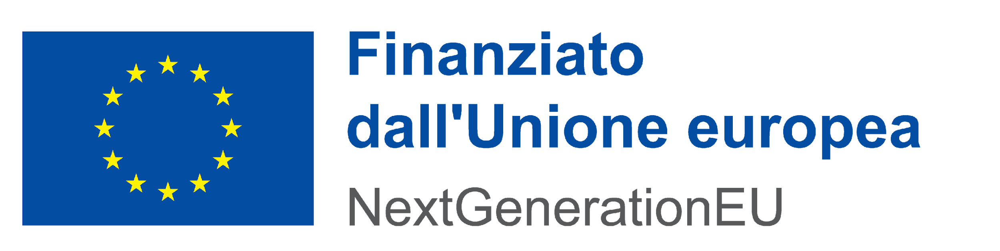 Finanziato
dall'Unione europea
NextGenerationEU